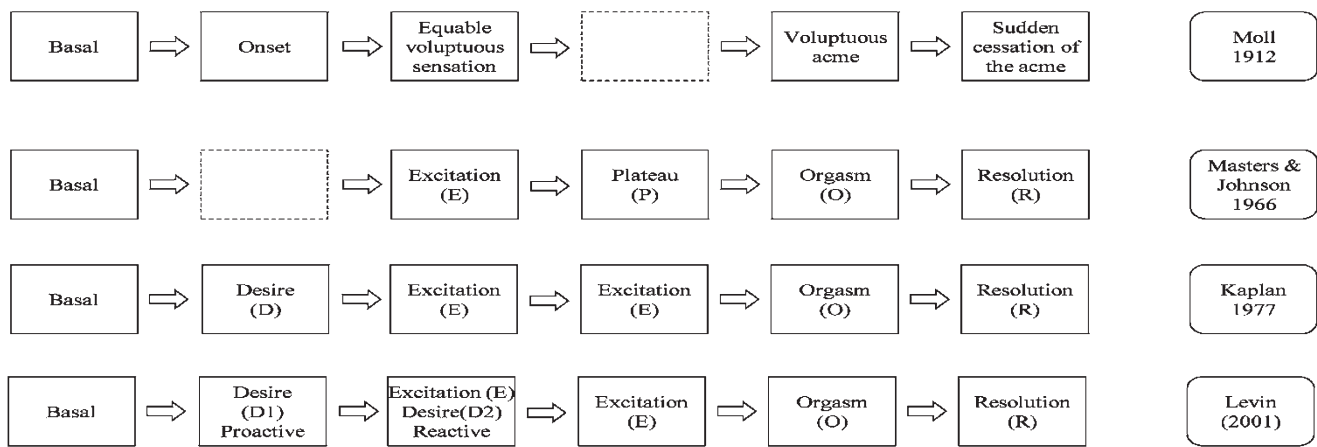 Basal
Onset
Equable
voluptuous
sensation
Voluptuous
acme
Sudden
cessation of
the acme
Moll
1912
Basal
Excitation
(E)
Plateau
(P)
Orgasm
(O)
Resolution
(R)
Masters &
Johnson
1966
Basal
Desire
(D)
Excitation
(E)
Excitation
(E)
Orgasm
(O)
Resolution
(R)
Kaplan
1977
Basal
Desire
(D1)
Proactive
Excitation (E)
Desire(D2)
Reactive
Excitation
(E)
Orgasm
(O)
Resolution
(R)
Levin
(2001)